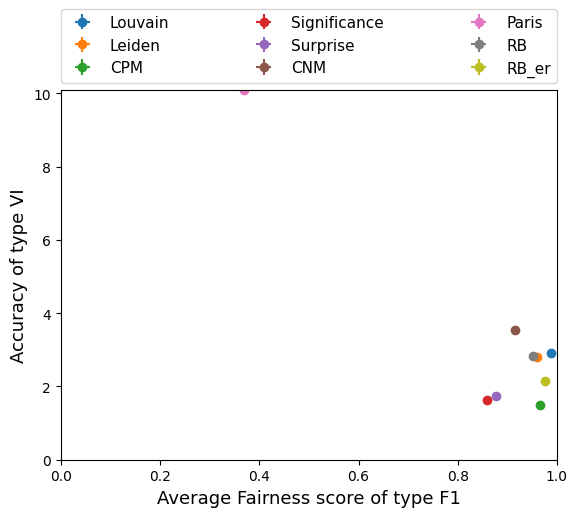 Louvain Significance Paris
Leiden Surprise RB
CPM CNM RB_er
10
8
6
4
2
0
Accuracy of type VI
0.0 0.2 0.4 0.6 0.8 1.0
Average Fairness score of type F1